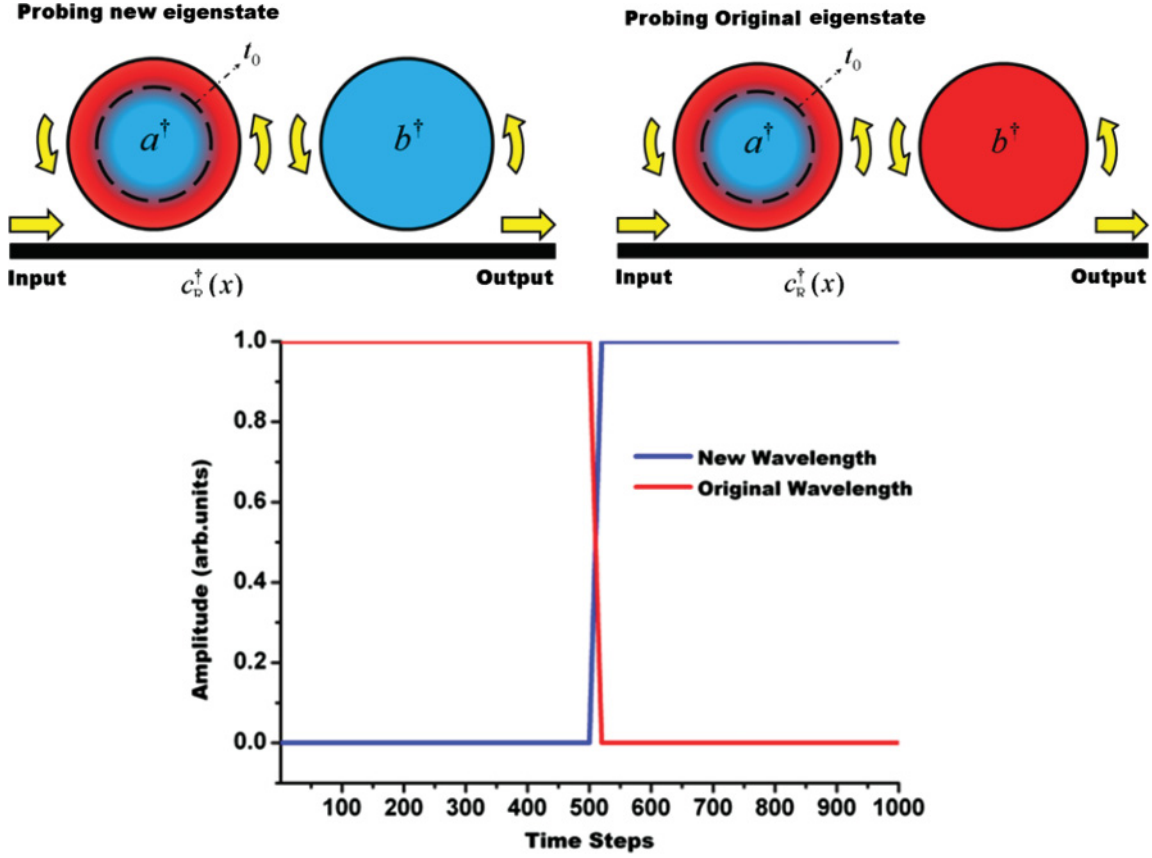 Probing new eigenstate
Probing Original eigenstate
t₀
t₀
a†
b†
a†
b†
Input
Output
Input
Output
c†R(x)
c†R(x)
1.0
0.8
0.6
0.4
0.2
0.0
Amplitude (arb.units)
New Wavelength
Original Wavelength
100 200 300 400 500 600 700 800 900 1000
Time Steps